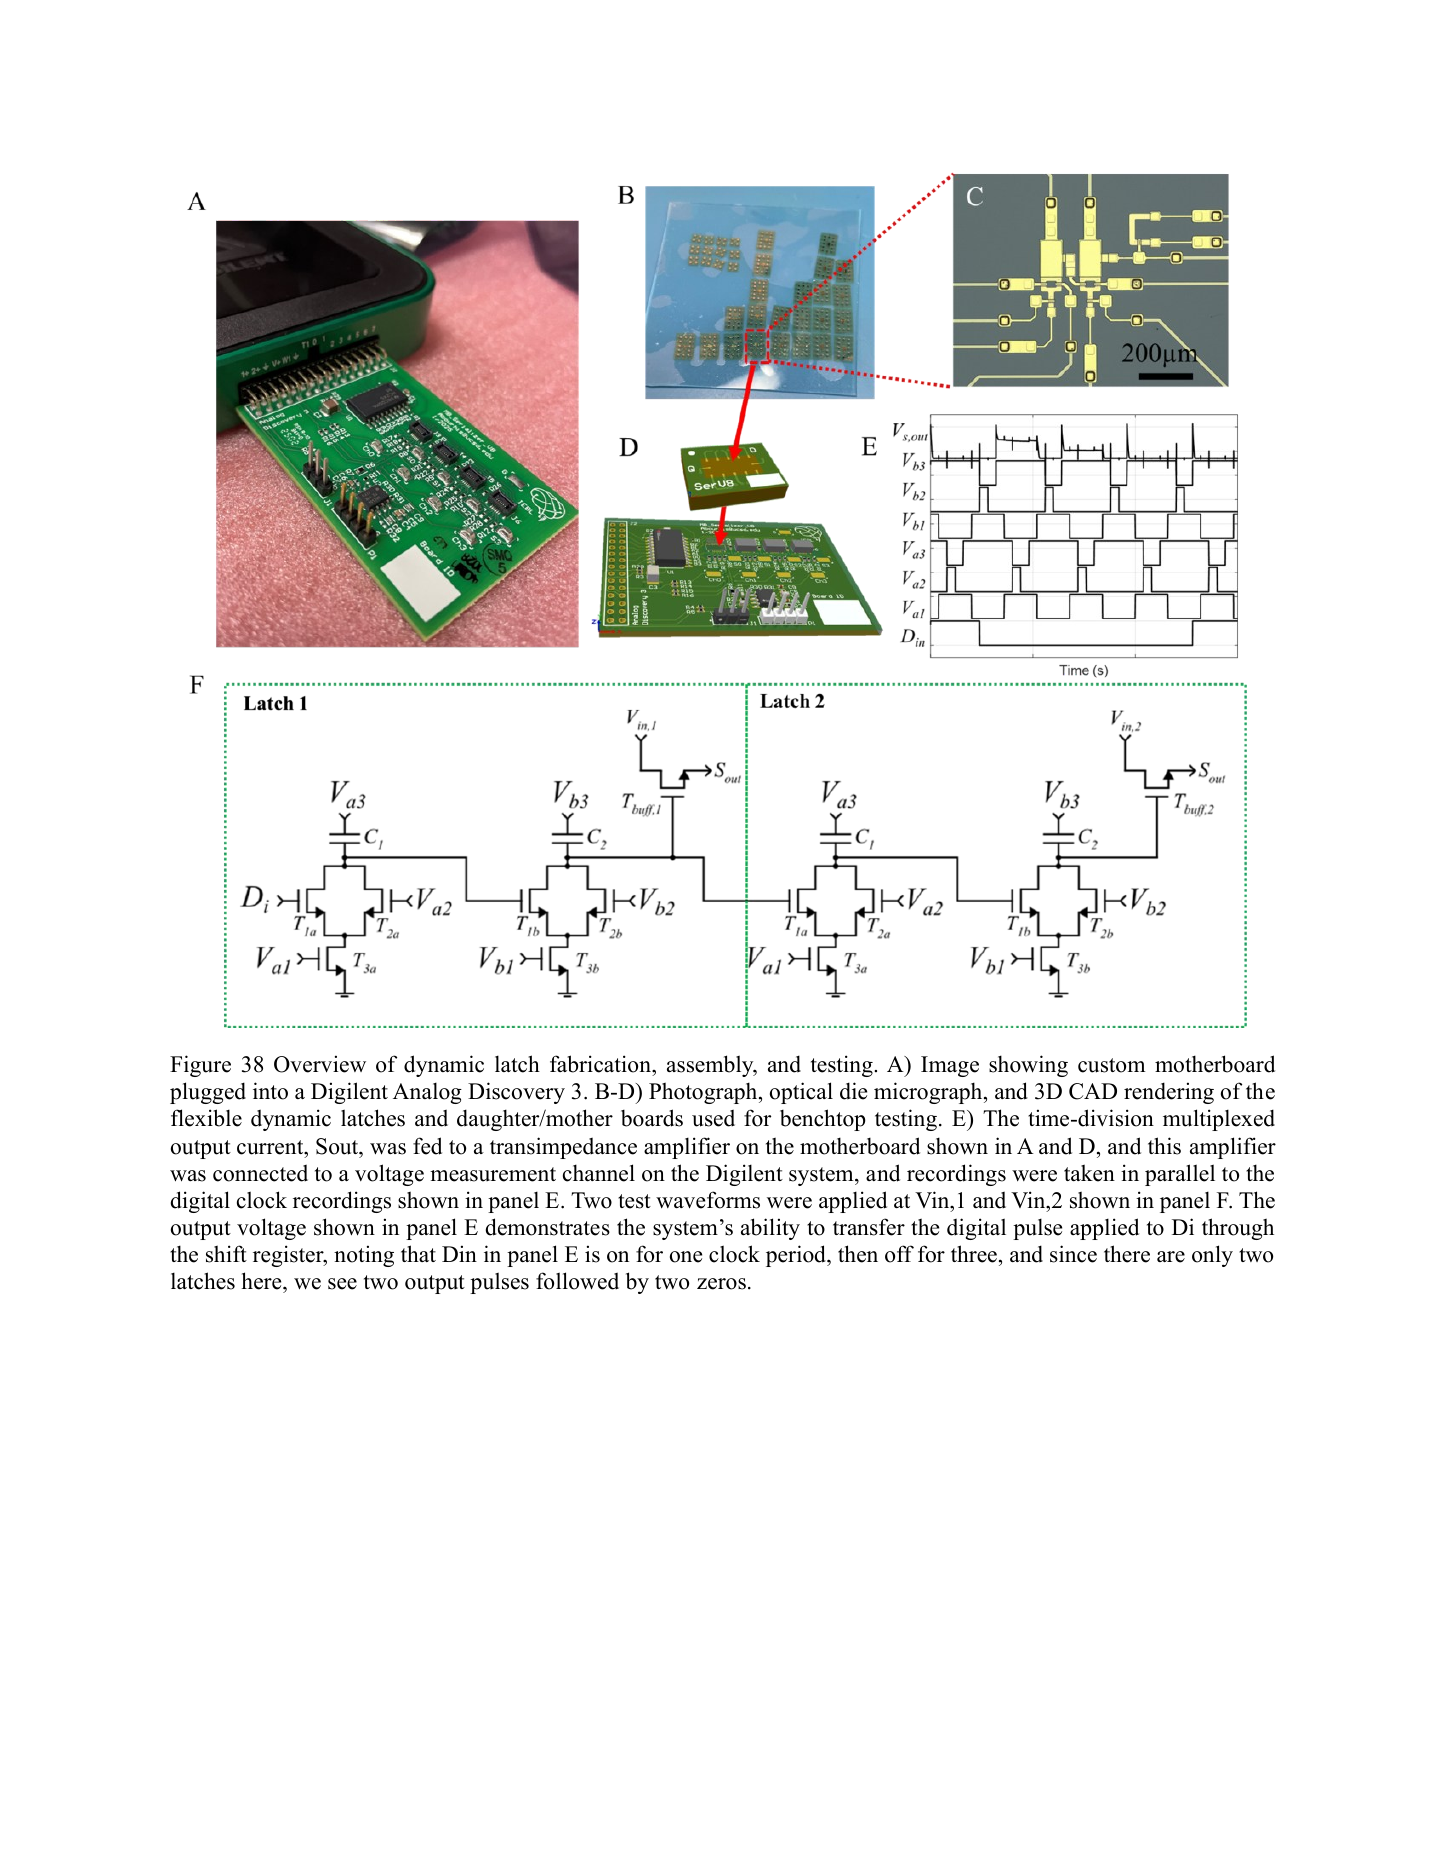 A
B
C
200μm
D
SerU8
Analog
Discovery 3
Board ID
SMQ
5
E
V_s,out
V_b3
V_b2
V_b1
V_a3
V_a2
V_a1
D_in
Time (s)
F
Latch 1
Latch 2
V_in,1
V_in,2
S_out
S_out
V_a3
V_b3
T_buff,1
V_a3
V_b3
T_buff,2
C_1
C_2
C_1
C_2
D_i
V_a2
V_b2
V_a2
V_b2
T_1a
T_2a
T_1b
T_2b
T_1a
T_2a
T_1b
T_2b
V_a1
T_3a
V_b1
T_3b
V_a1
T_3a
V_b1
T_3b
Figure 38 Overview of dynamic latch fabrication, assembly, and testing. A) Image showing custom motherboard
plugged into a Digilent Analog Discovery 3. B-D) Photograph, optical die micrograph, and 3D CAD rendering of the
flexible dynamic latches and daughter/mother boards used for benchtop testing. E) The time-division multiplexed
output current, Sout, was fed to a transimpedance amplifier on the motherboard shown in A and D, and this amplifier
was connected to a voltage measurement channel on the Digilent system, and recordings were taken in parallel to the
digital clock recordings shown in panel E. Two test waveforms were applied at Vin,1 and Vin,2 shown in panel F. The
output voltage shown in panel E demonstrates the system’s ability to transfer the digital pulse applied to Di through
the shift register, noting that Din in panel E is on for one clock period, then off for three, and since there are only two
latches here, we see two output pulses followed by two zeros.